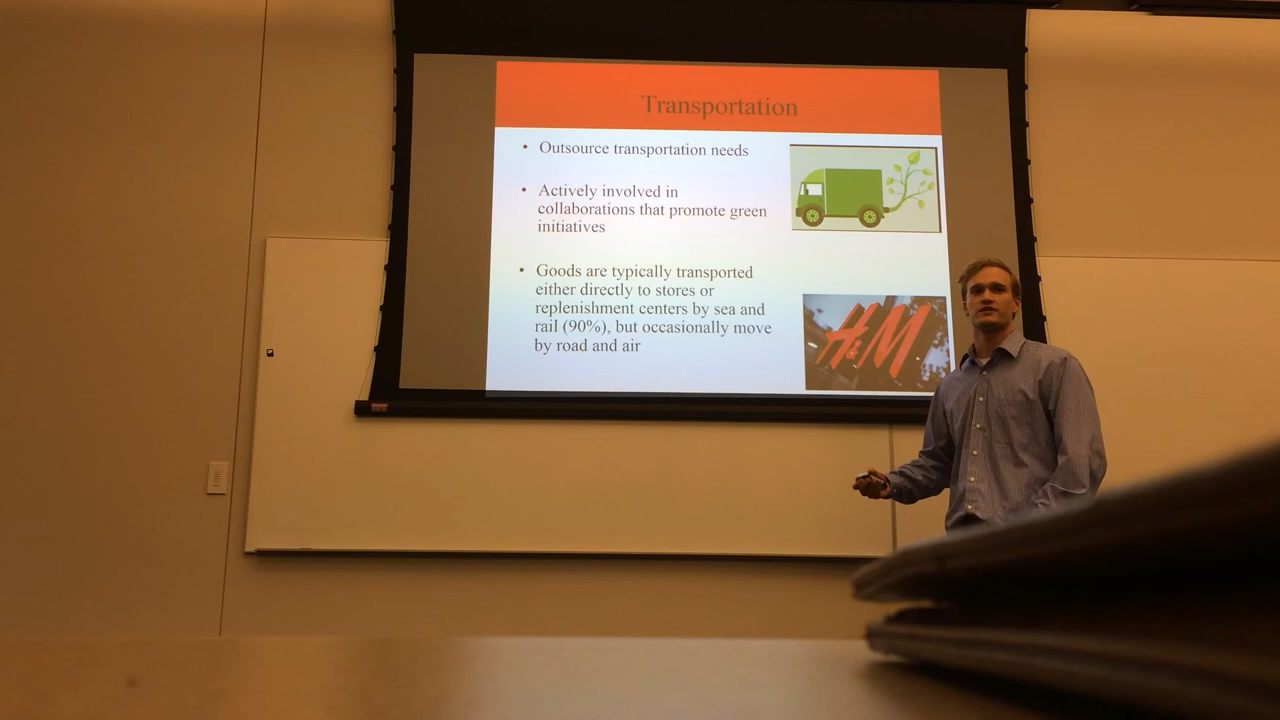 Transportation
• Outsource transportation needs
• Actively involved in
collaborations that promote green
initiatives
• Goods are typically transported
either directly to stores or
replenishment centers by sea and
rail (90%), but occasionally move
by road and air
H&M